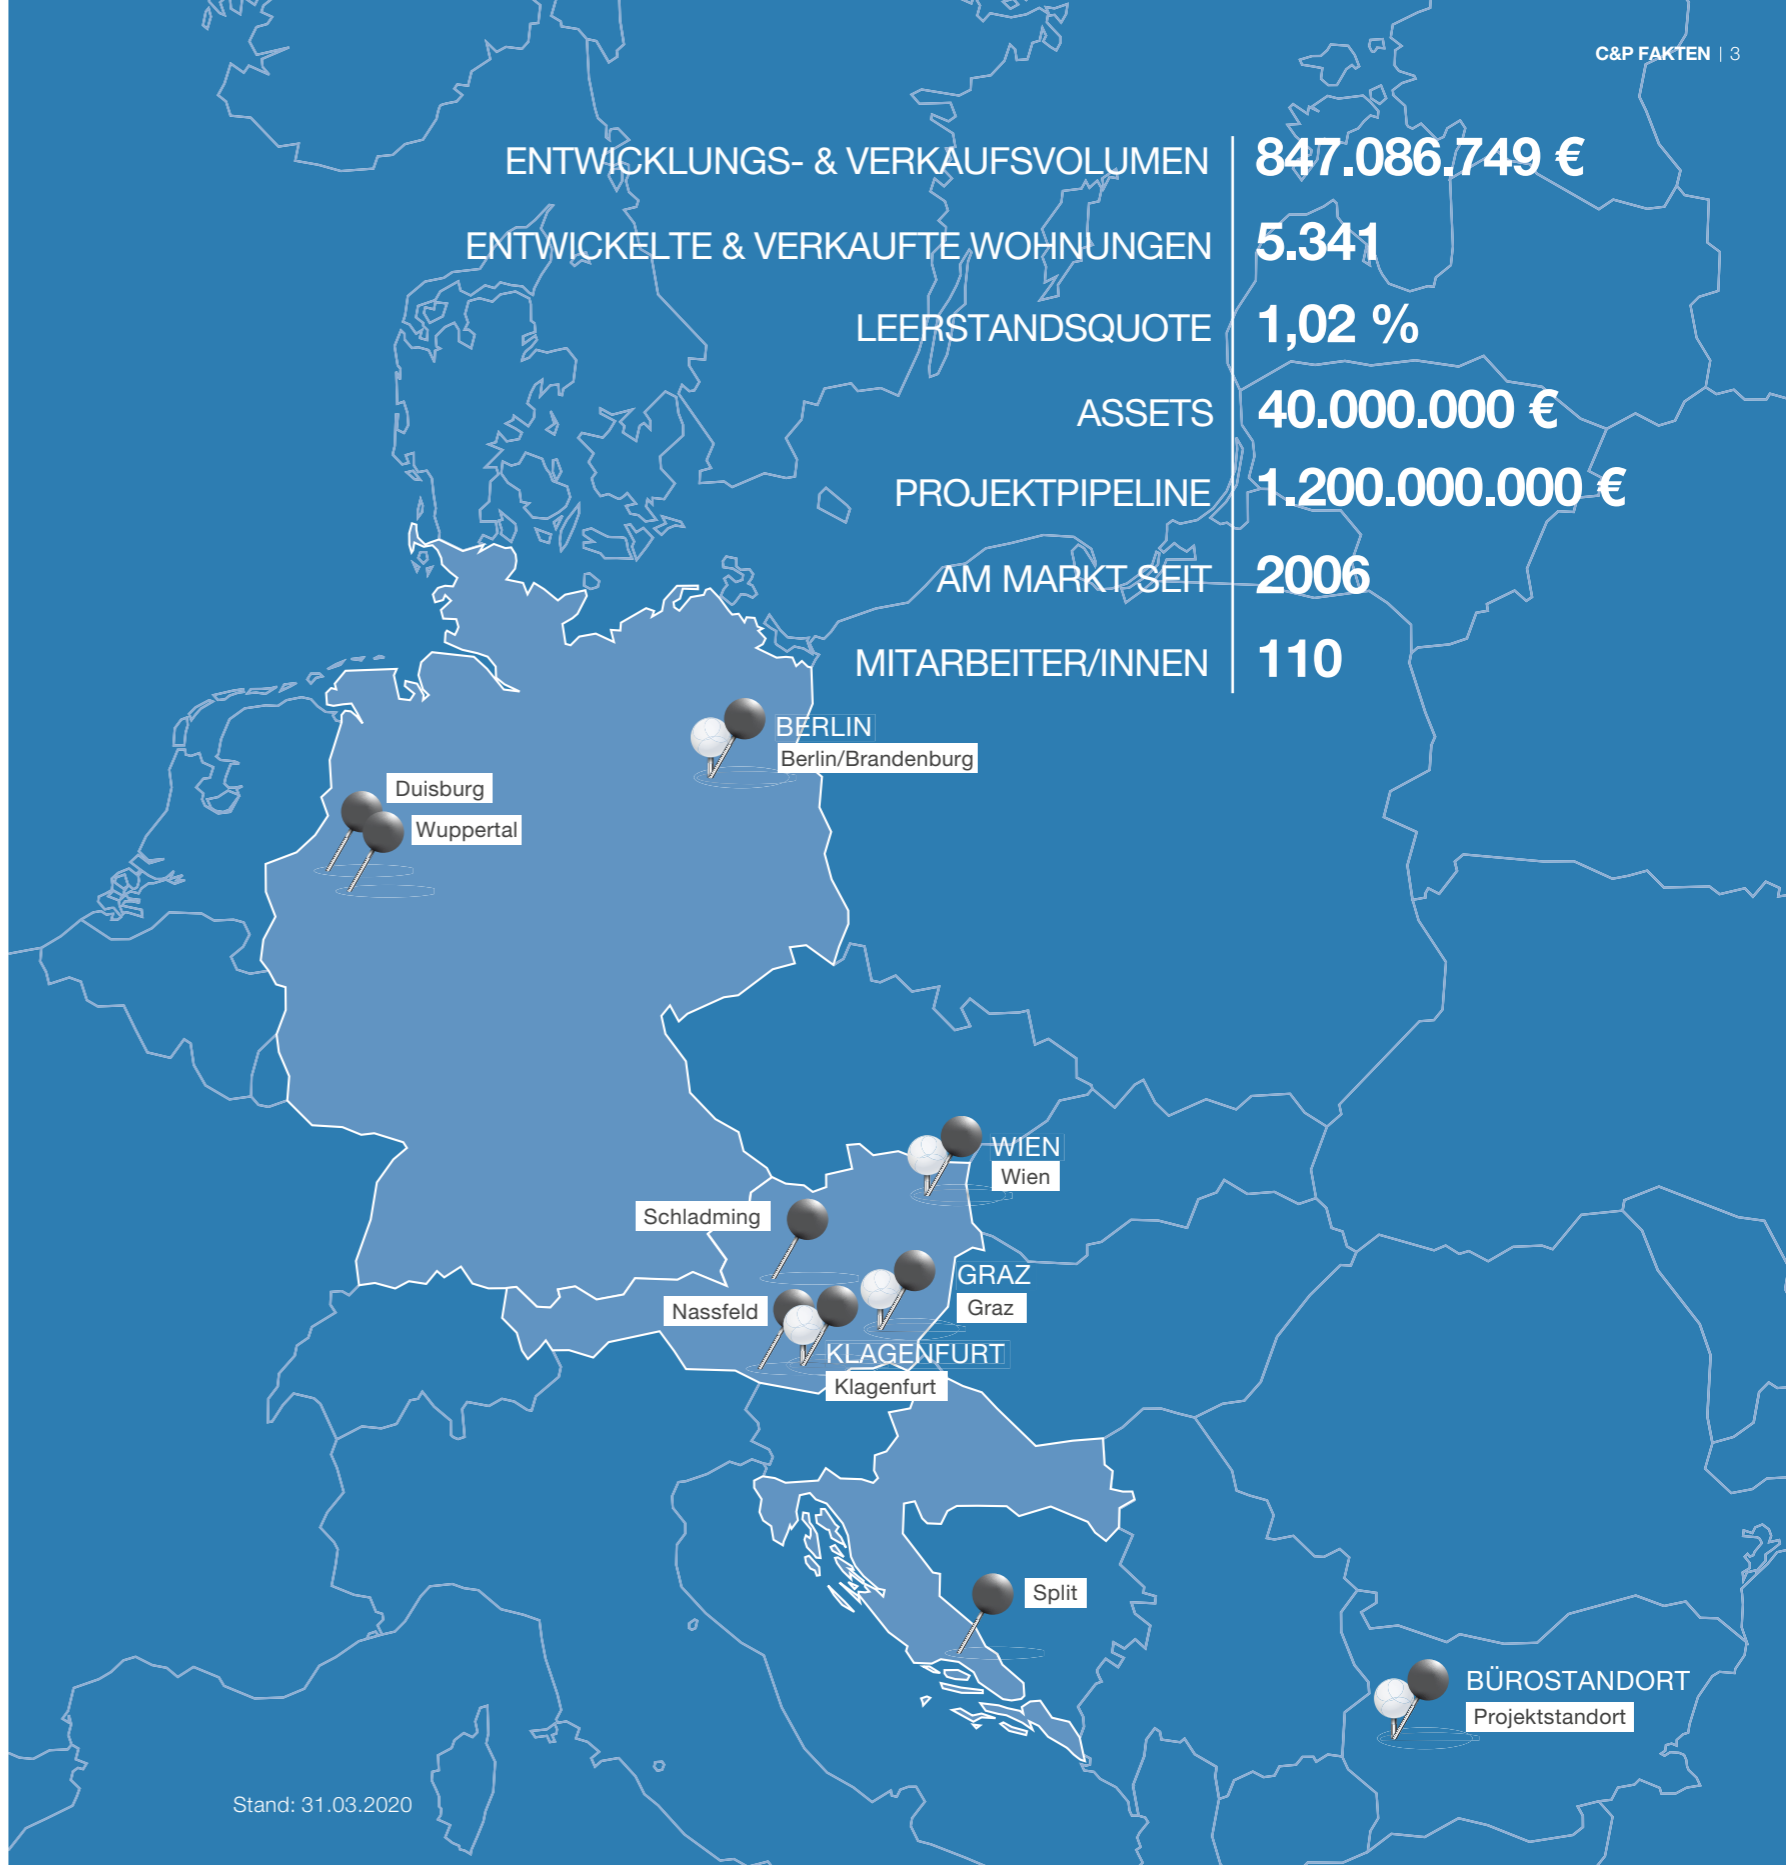 C&P FAKTEN | 3
ENTWICKLUNGS- & VERKAUFSVOLUMEN 847.086.749 €
ENTWICKELTE & VERKAUFTE WOHNUNGEN 5.341
LEERSTANDSQUOTE 1,02 %
ASSETS 40.000.000 €
PROJEKTPIPELINE 1.200.000.000 €
AM MARKT SEIT 2006
MITARBEITER/INNEN 110
BERLIN
Berlin/Brandenburg
Duisburg
Wuppertal
WIEN
Wien
Schladming
GRAZ
Graz
Nassfeld
KLAGENFURT
Klagenfurt
Split
BÜROSTANDORT
Projektstandort
Stand: 31.03.2020